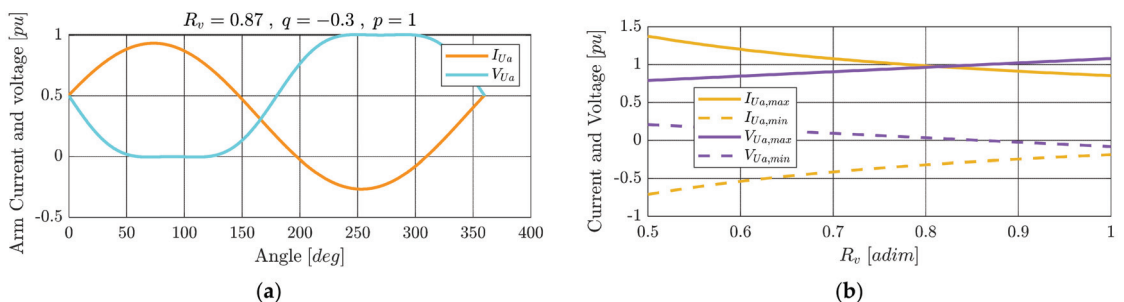 R_v = 0.87 , q = −0.3 , p = 1
Arm Current and voltage [pu]
1
0.5
0
-0.5
I_Ua
V_Ua
0 50 100 150 200 250 300 350 400
Angle [deg]
(a)
Current and Voltage [pu]
1.5
1
0.5
0
-0.5
-1
I_Ua,max
I_Ua,min
V_Ua,max
V_Ua,min
0.5 0.6 0.7 0.8 0.9 1
R_v [adim]
(b)